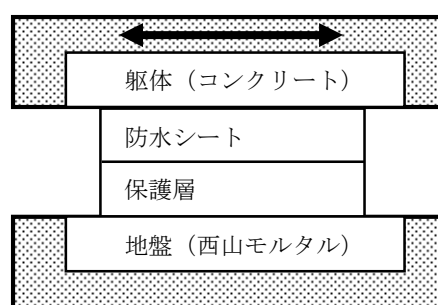 躯体（コンクリート）
防水シート
保護層
地盤（西山モルタル）